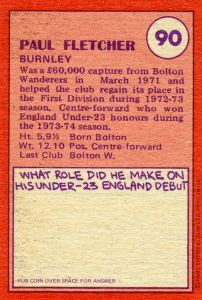 PAUL FLETCHER
90
BURNLEY
Was a £60,000 capture from Bolton
Wanderers in March 1971 and
helped the club regain its place in
the First Division during 1972-73
season. Centre-forward who won
England Under-23 honours during
the 1973-74 season.
Ht. 5.9½ Born Bolton
Wt. 12.10 Pos. Centre-forward
Last Club Bolton W.
WHAT ROLE DID HE MAKE ON
HIS UNDER-23 ENGLAND DEBUT
RUB COIN OVER SPACE FOR ANSWER